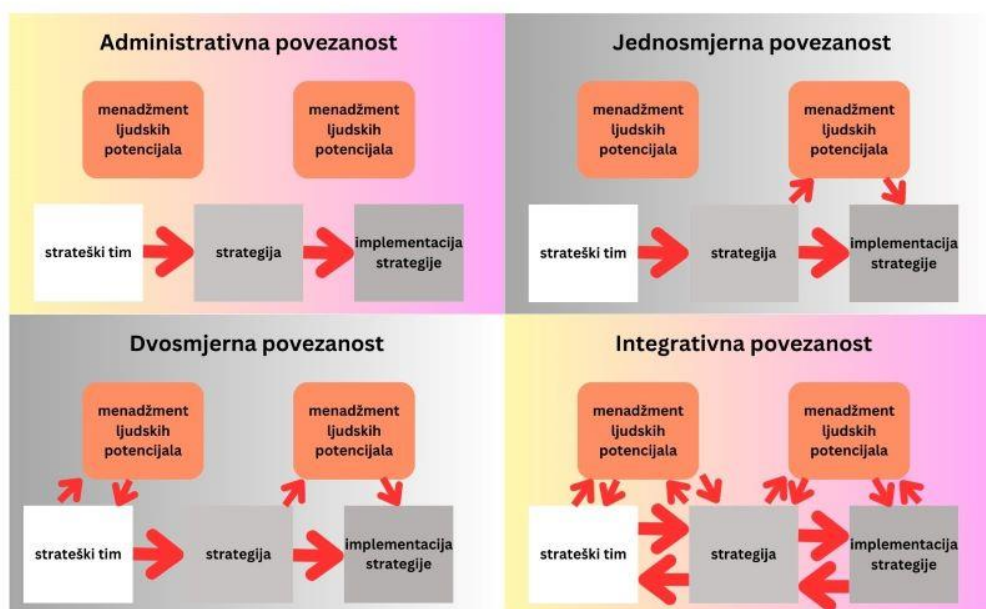 Administrativna povezanost
menadžment
ljudskih
potencijala
menadžment
ljudskih
potencijala
strateški tim
strategija
implementacija
strategije
Jednosmjerna povezanost
menadžment
ljudskih
potencijala
menadžment
ljudskih
potencijala
strateški tim
strategija
implementacija
strategije
Dvosmjerna povezanost
menadžment
ljudskih
potencijala
menadžment
ljudskih
potencijala
strateški tim
strategija
implementacija
strategije
Integrativna povezanost
menadžment
ljudskih
potencijala
menadžment
ljudskih
potencijala
strateški tim
strategija
implementacija
strategije